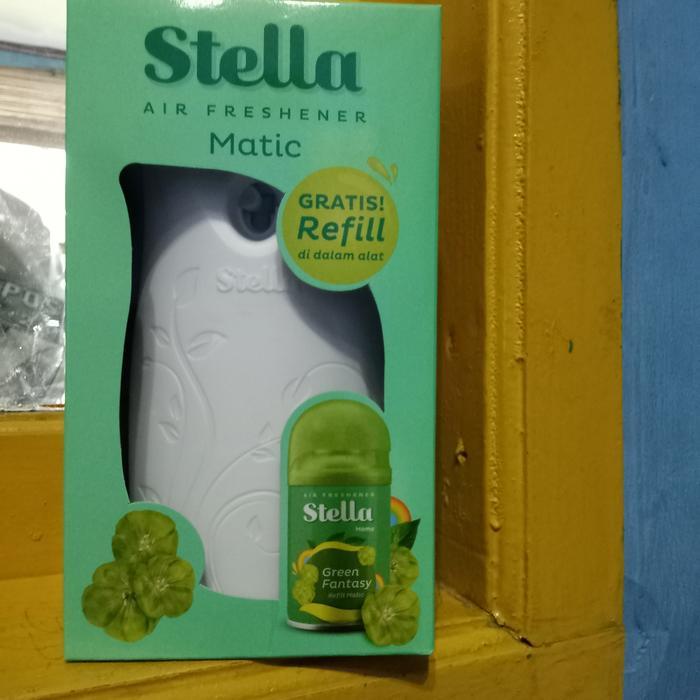 Stella
AIR FRESHENER
Matic
GRATIS!
Refill
di dalam alat
Stella
AIR FRESHENER
Stella
Home
Green
Fantasy
Refill Matic